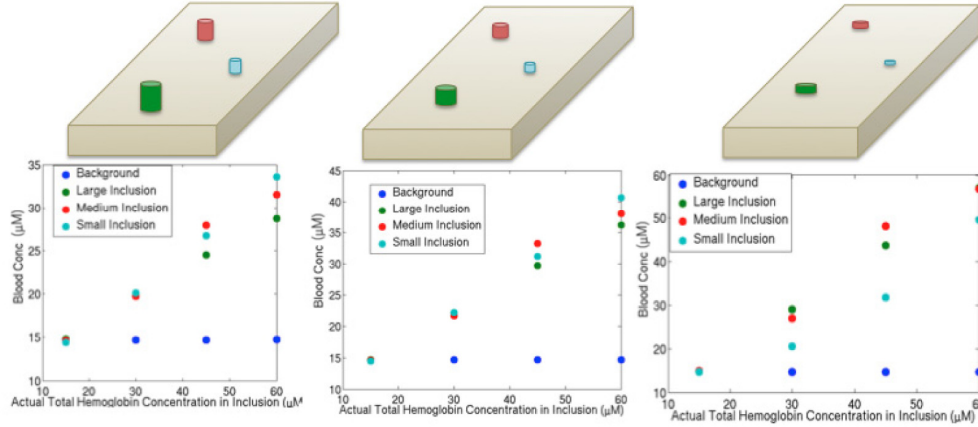 35
30
25
20
15
10
Blood Conc (μM)
Background
Large Inclusion
Medium Inclusion
Small Inclusion
10 20 30 40 50 60
Actual Total Hemoglobin Concentration in Inclusion (μM
45
40
35
30
25
20
15
10
Blood Conc (μM)
Background
Large Inclusion
Medium Inclusion
Small Inclusion
10 20 30 40 50 60
Actual Total Hemoglobin Concentration in Inclusion (μM)
60
50
40
30
20
10
Blood Conc (μM)
Background
Large Inclusion
Medium Inclusion
Small Inclusion
10 20 30 40 50 60
Actual Total Hemoglobin Concentration in Inclusion (μM)